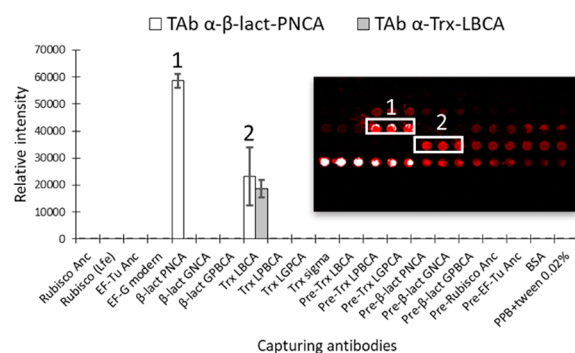 TAb α-β-lact-PNCA
TAb α-Trx-LBCA
Relative intensity
70000
60000
50000
40000
30000
20000
10000
0
1
2
1
2
Rubisco Anc
Rubisco (Lfe)
EF-Tu Anc
EF-G modern
β-lact PNCA
β-lact GNCA
β-lact GPBCA
Trx LBCA
Trx LPBCA
Trx LGPCA
Trx sigma
Pre-Trx LBCA
Pre-Trx LPBCA
Pre-Trx LGPCA
Pre-β-lact PNCA
Pre-β-lact GNCA
Pre-β-lact GPBCA
Pre-Rubisco Anc
Pre-EF-Tu Anc
BSA
PPB+tween 0.02%
Capturing antibodies